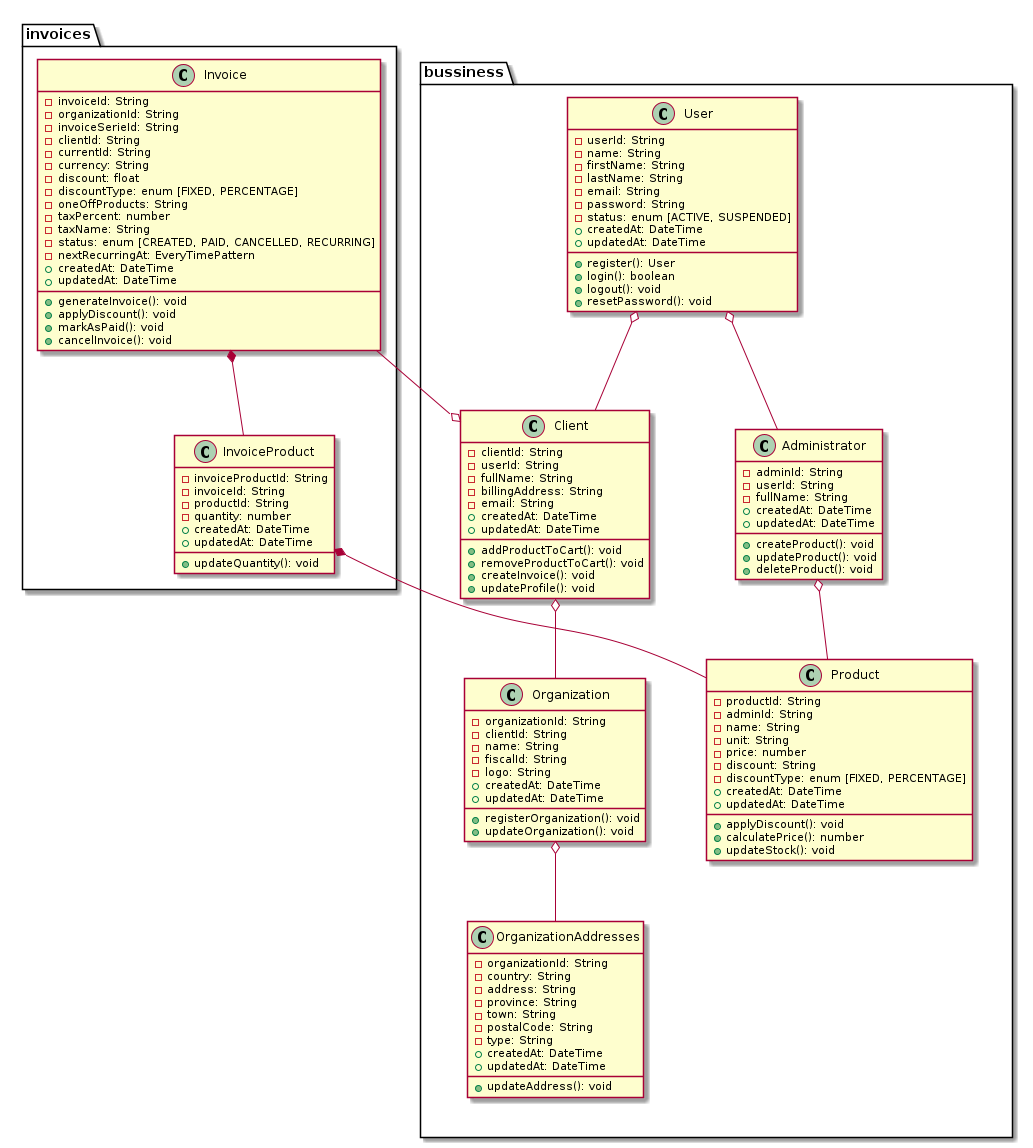 invoices
C Invoice
invoiceId: String
organizationId: String
invoiceSerieId: String
clientId: String
currentId: String
currency: String
discount: float
discountType: enum [FIXED, PERCENTAGE]
oneOffProducts: String
taxPercent: number
taxName: String
status: enum [CREATED, PAID, CANCELLED, RECURRING]
nextRecurringAt: EveryTimePattern
createdAt: DateTime
updatedAt: DateTime
generateInvoice(): void
applyDiscount(): void
markAsPaid(): void
cancelInvoice(): void
C InvoiceProduct
invoiceProductId: String
invoiceId: String
productId: String
quantity: number
createdAt: DateTime
updatedAt: DateTime
updateQuantity(): void
bussiness
C User
userId: String
name: String
firstName: String
lastName: String
email: String
password: String
status: enum [ACTIVE, SUSPENDED]
createdAt: DateTime
updatedAt: DateTime
register(): User
login(): boolean
logout(): void
resetPassword(): void
C Client
clientId: String
userId: String
fullName: String
billingAddress: String
email: String
createdAt: DateTime
updatedAt: DateTime
addProductToCart(): void
removeProductToCart(): void
createInvoice(): void
updateProfile(): void
C Administrator
adminId: String
userId: String
fullName: String
createdAt: DateTime
updatedAt: DateTime
createProduct(): void
updateProduct(): void
deleteProduct(): void
C Organization
organizationId: String
clientId: String
name: String
fiscalId: String
logo: String
createdAt: DateTime
updatedAt: DateTime
registerOrganization(): void
updateOrganization(): void
C Product
productId: String
adminId: String
name: String
unit: String
price: number
discount: String
discountType: enum [FIXED, PERCENTAGE]
createdAt: DateTime
updatedAt: DateTime
applyDiscount(): void
calculatePrice(): number
updateStock(): void
C OrganizationAddresses
organizationId: String
country: String
address: String
province: String
town: String
postalCode: String
type: String
createdAt: DateTime
updatedAt: DateTime
updateAddress(): void